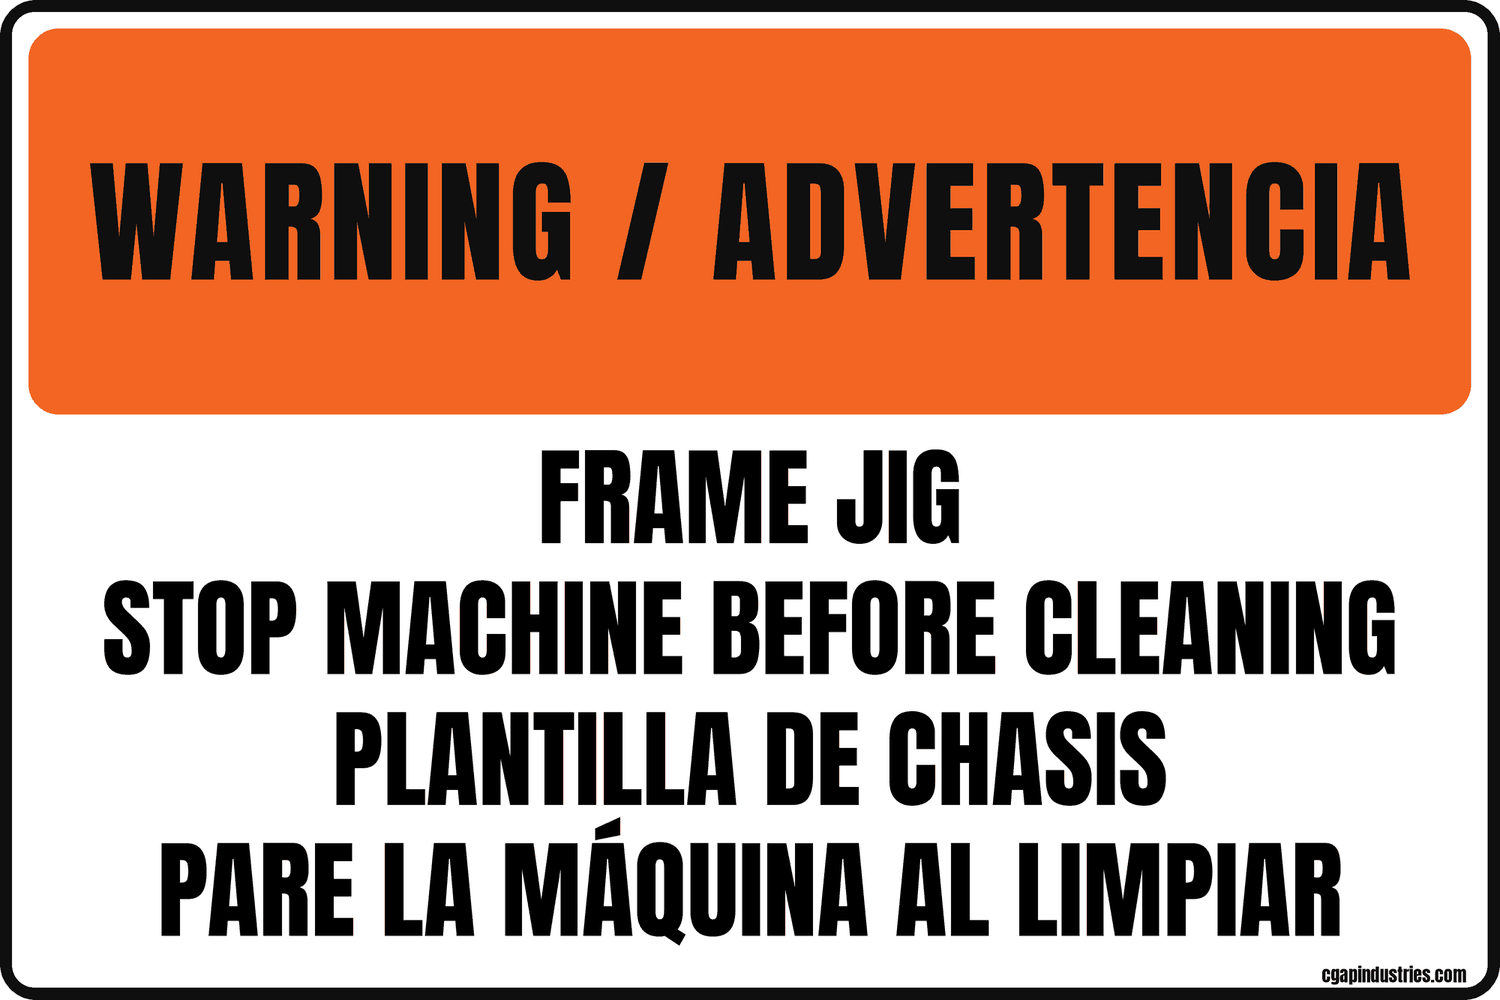 WARNING / ADVERTENCIA
FRAME JIG
STOP MACHINE BEFORE CLEANING
PLANTILLA DE CHASIS
PARE LA MÁQUINA AL LIMPIAR
cgapindustries.com